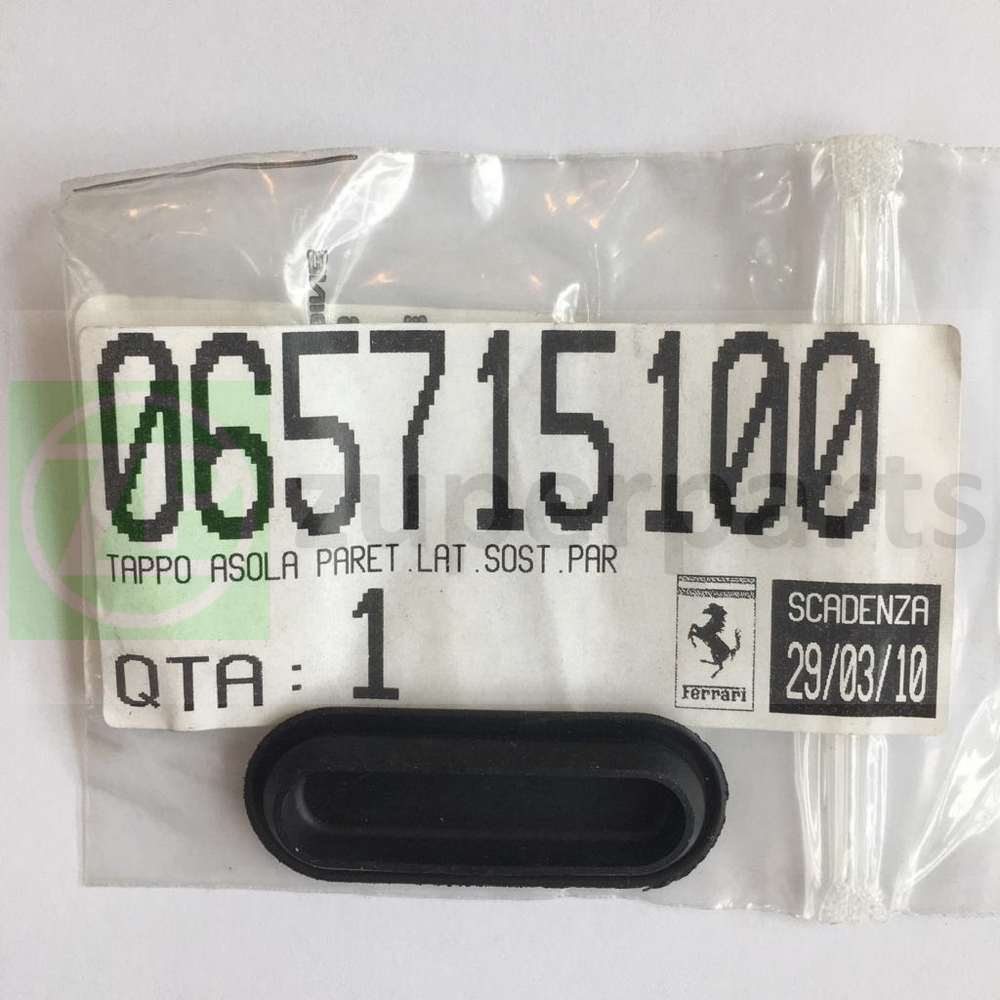 065715100
zuperparts
TAPPO ASOLA PARET.LAT.SOST.PAR
QTA: 1
Ferrari
SCADENZA
29/03/10